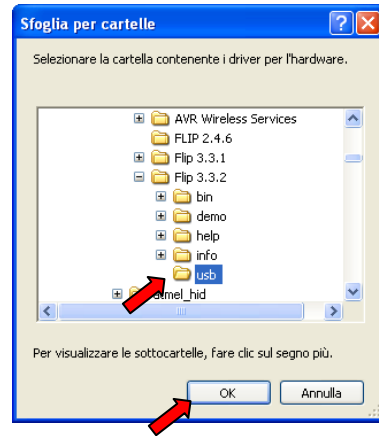 Sfoglia per cartelle
Selezionare la cartella contenente i driver per l'hardware.
AVR Wireless Services
FLIP 2.4.6
Flip 3.3.1
Flip 3.3.2
bin
demo
help
info
usb
mel_hid
Per visualizzare le sottocartelle, fare clic sul segno più.
OK Annulla